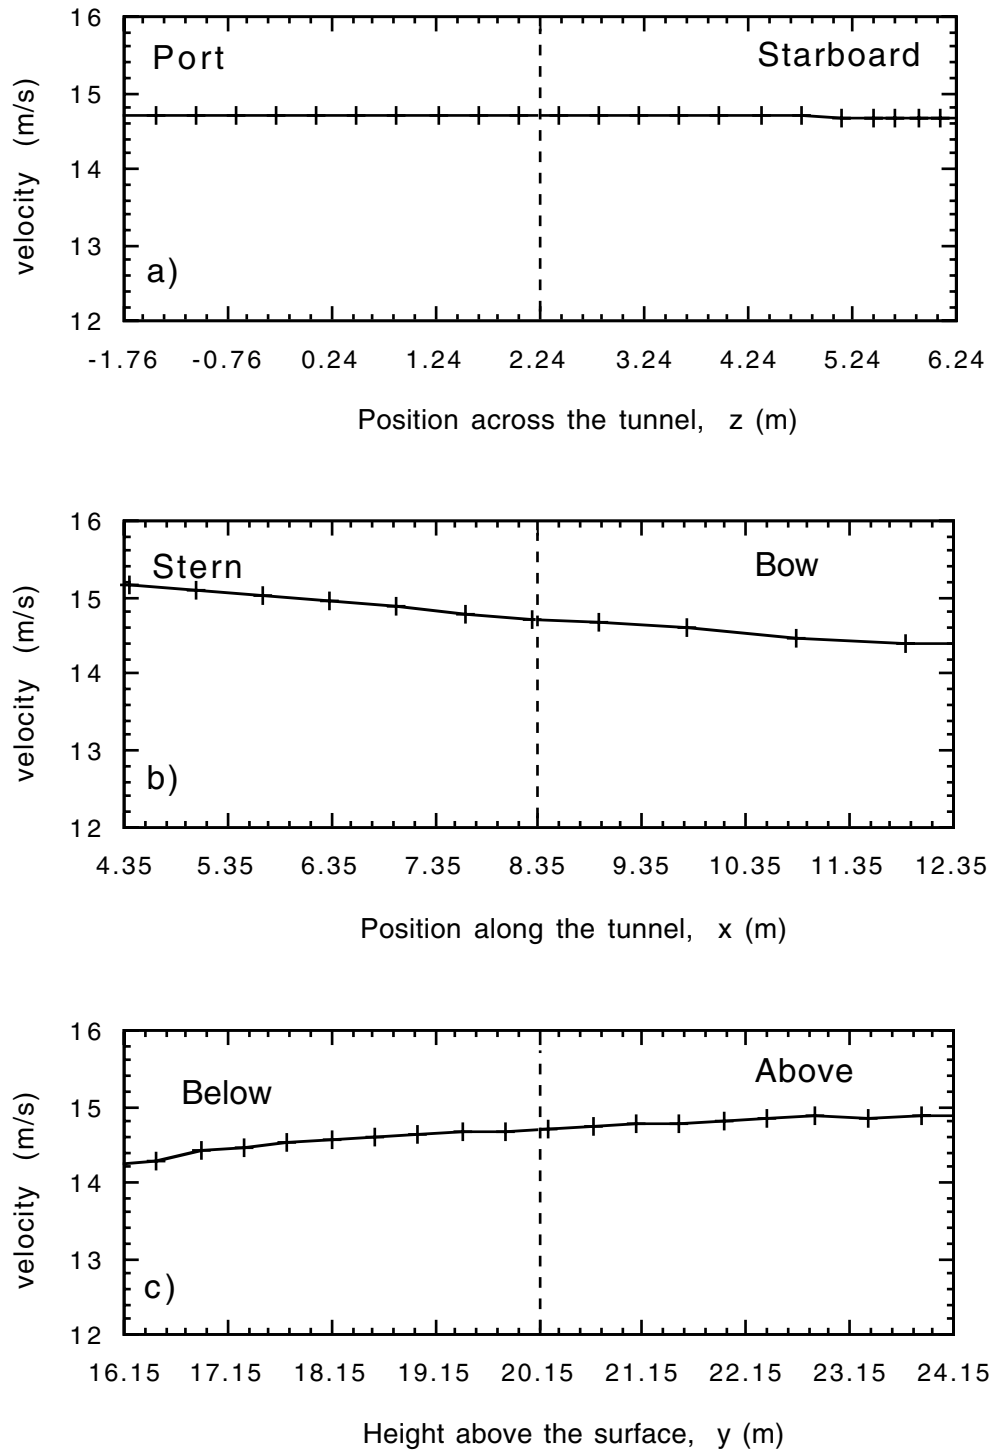 16
Port
Starboard
15
velocity (m/s)
14
13
a)
12
-1.76 -0.76 0.24 1.24 2.24 3.24 4.24 5.24 6.24
Position across the tunnel, z (m)
16
Stern
Bow
15
velocity (m/s)
14
13
b)
12
4.35 5.35 6.35 7.35 8.35 9.35 10.35 11.35 12.35
Position along the tunnel, x (m)
16
Above
Below
15
velocity (m/s)
14
13
c)
12
16.15 17.15 18.15 19.15 20.15 21.15 22.15 23.15 24.15
Height above the surface, y (m)